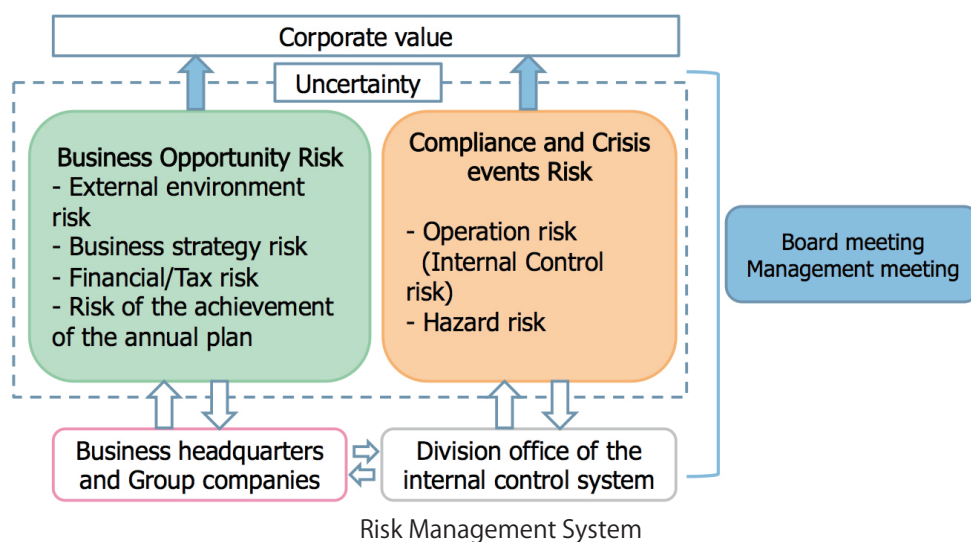 Corporate value
Uncertainty
Business Opportunity Risk
- External environment
risk
- Business strategy risk
- Financial/Tax risk
- Risk of the achievement
of the annual plan
Compliance and Crisis
events Risk
- Operation risk
(Internal Control
risk)
- Hazard risk
Board meeting
Management meeting
Business headquarters
and Group companies
Division office of the
internal control system
Risk Management System